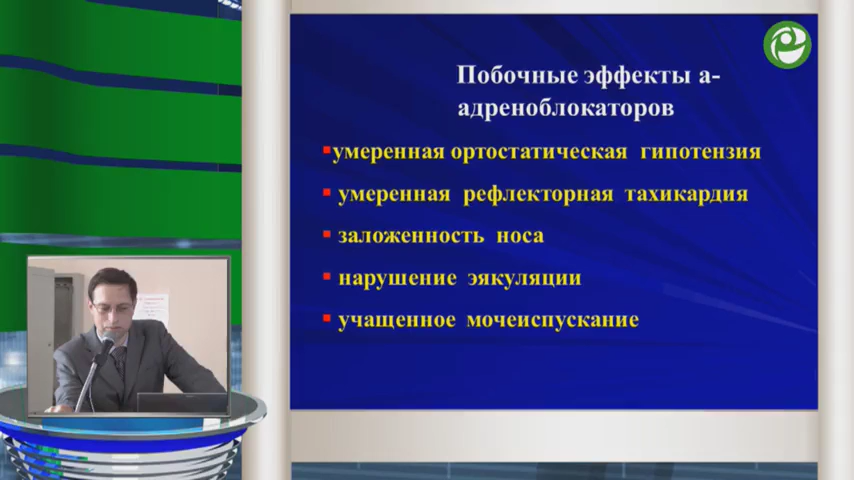 Побочные эффекты а-
адреноблокаторов
умеренная ортостатическая гипотензия
умеренная рефлекторная тахикардия
заложенность носа
нарушение эякуляции
учащенное мочеиспускание